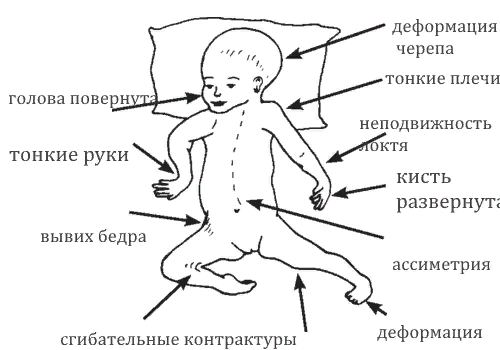 деформация
черепа
тонкие плечи
голова повернута
неподвижность
локтя
тонкие руки
кисть
развернута
вывих бедра
ассиметрия
сгибательные контрактуры
деформация